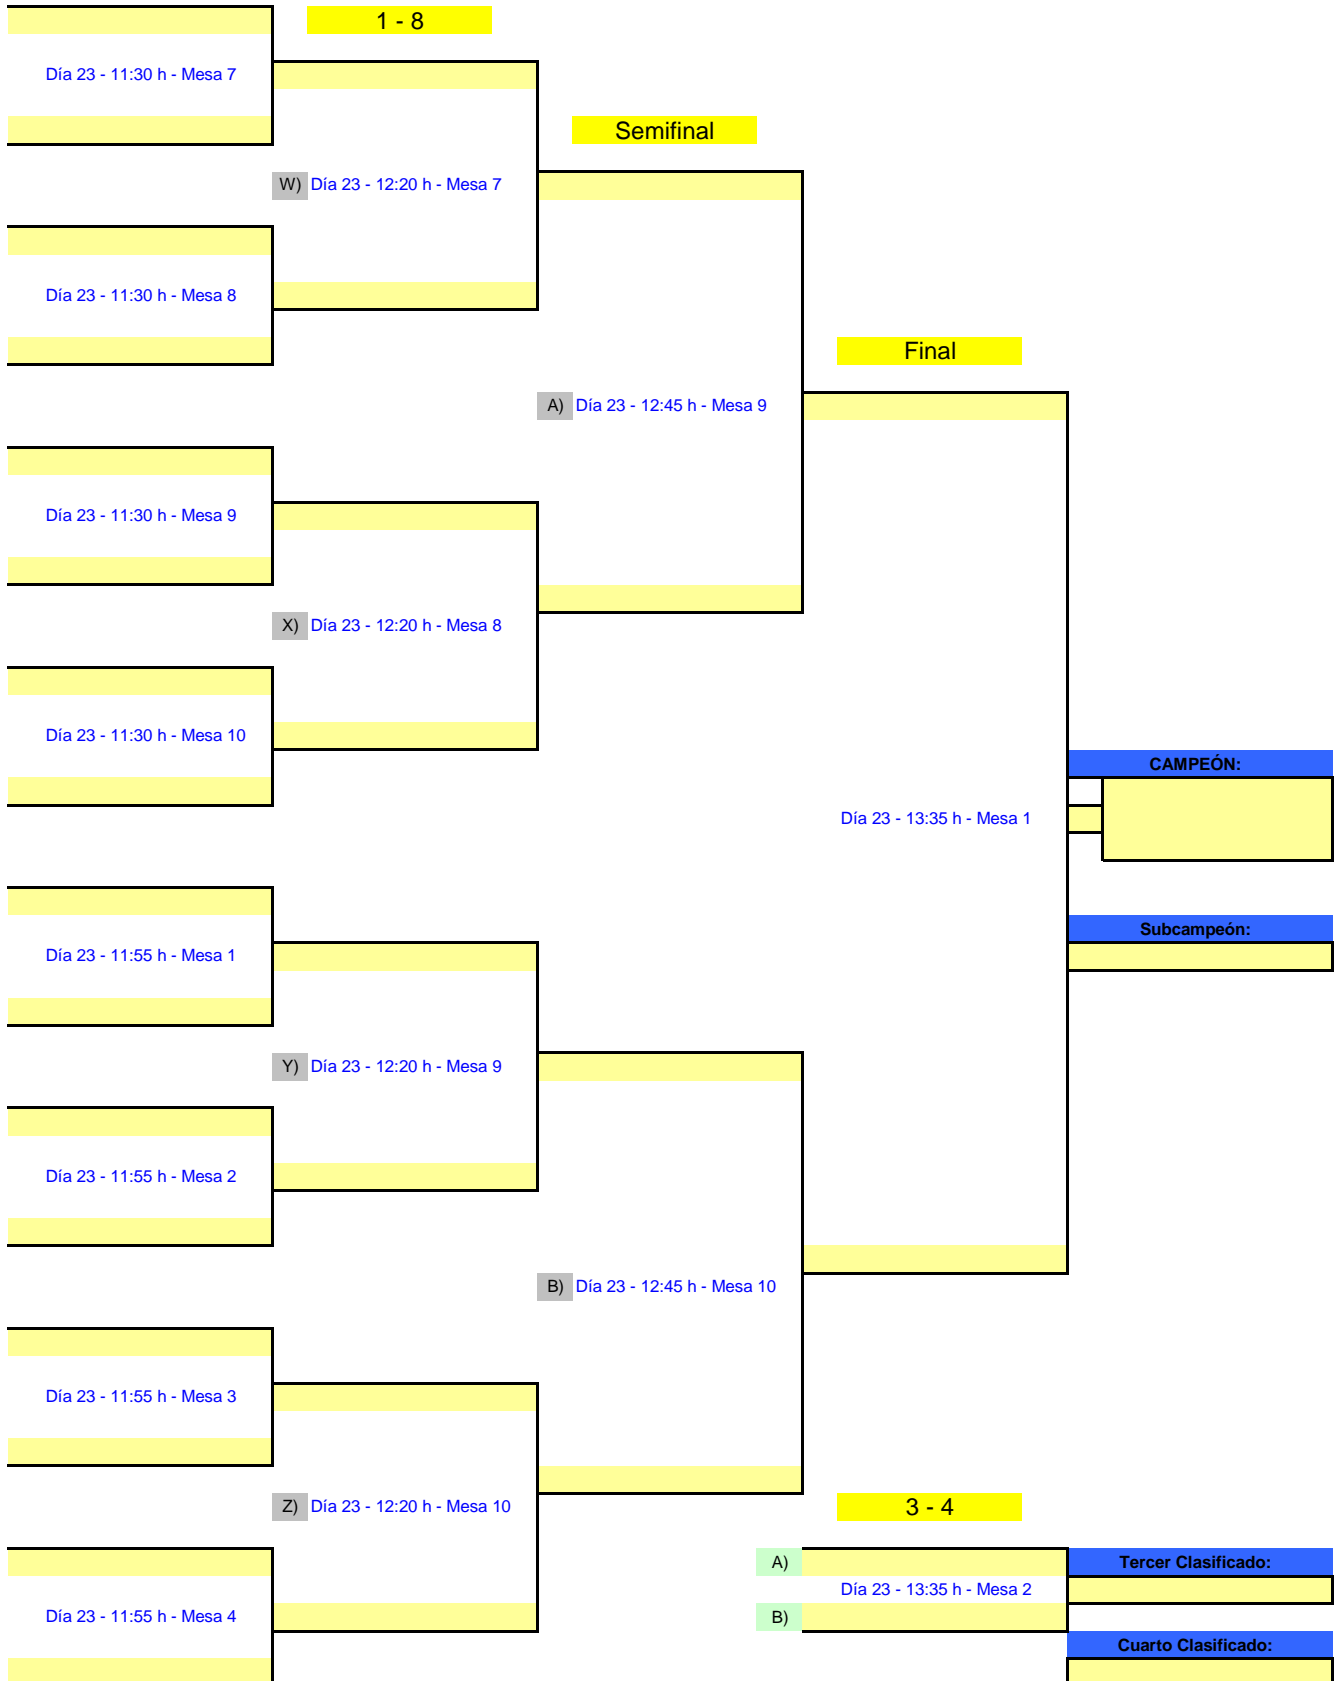 1 - 8
Día 23 - 11:30 h - Mesa 7
Semifinal
W) Día 23 - 12:20 h - Mesa 7
Día 23 - 11:30 h - Mesa 8
Final
A) Día 23 - 12:45 h - Mesa 9
Día 23 - 11:30 h - Mesa 9
X) Día 23 - 12:20 h - Mesa 8
Día 23 - 11:30 h - Mesa 10
CAMPEÓN:
Día 23 - 13:35 h - Mesa 1
Subcampeón:
Día 23 - 11:55 h - Mesa 1
Y) Día 23 - 12:20 h - Mesa 9
Día 23 - 11:55 h - Mesa 2
B) Día 23 - 12:45 h - Mesa 10
Día 23 - 11:55 h - Mesa 3
Z) Día 23 - 12:20 h - Mesa 10
3 - 4
A)
Tercer Clasificado:
Día 23 - 13:35 h - Mesa 2
Día 23 - 11:55 h - Mesa 4
B)
Cuarto Clasificado: